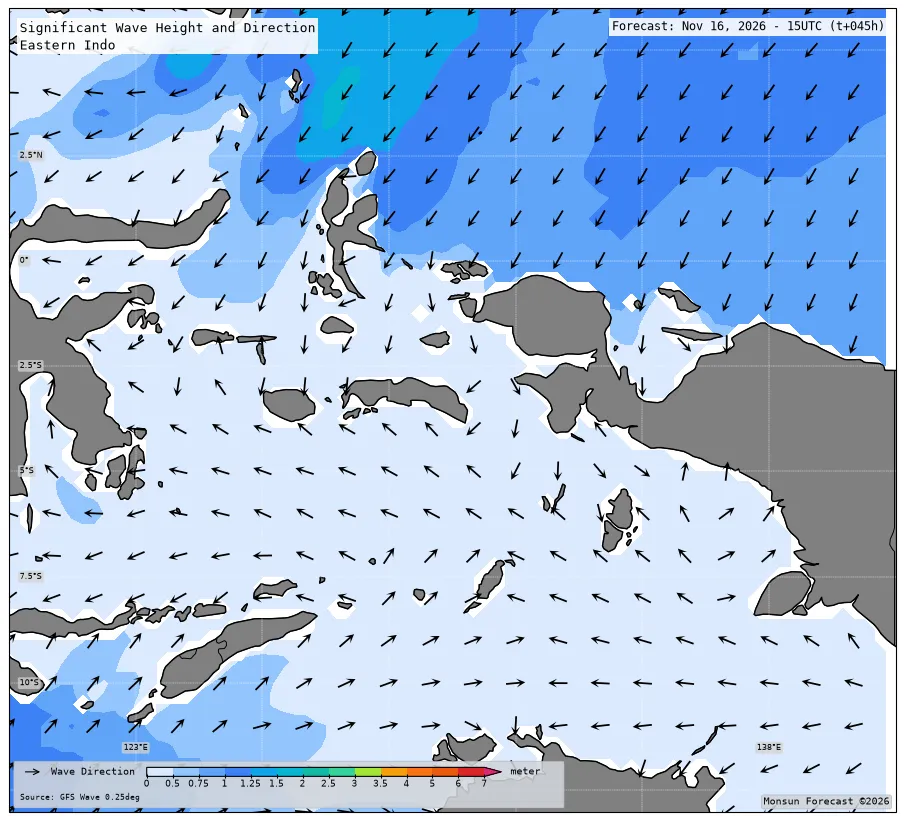 Significant Wave Height and Direction
Eastern Indo
Forecast: Nov 16, 2026 - 15UTC (t+045h)
2.5°N
0°
2.5°S
5°S
7.5°S
10°S
123°E
138°E
Wave Direction
meter
0 0.5 0.75 1 1.25 1.5 2 2.5 3 3.5 4 5 6 7
Source: GFS Wave 0.25deg
Monsun Forecast ©2026